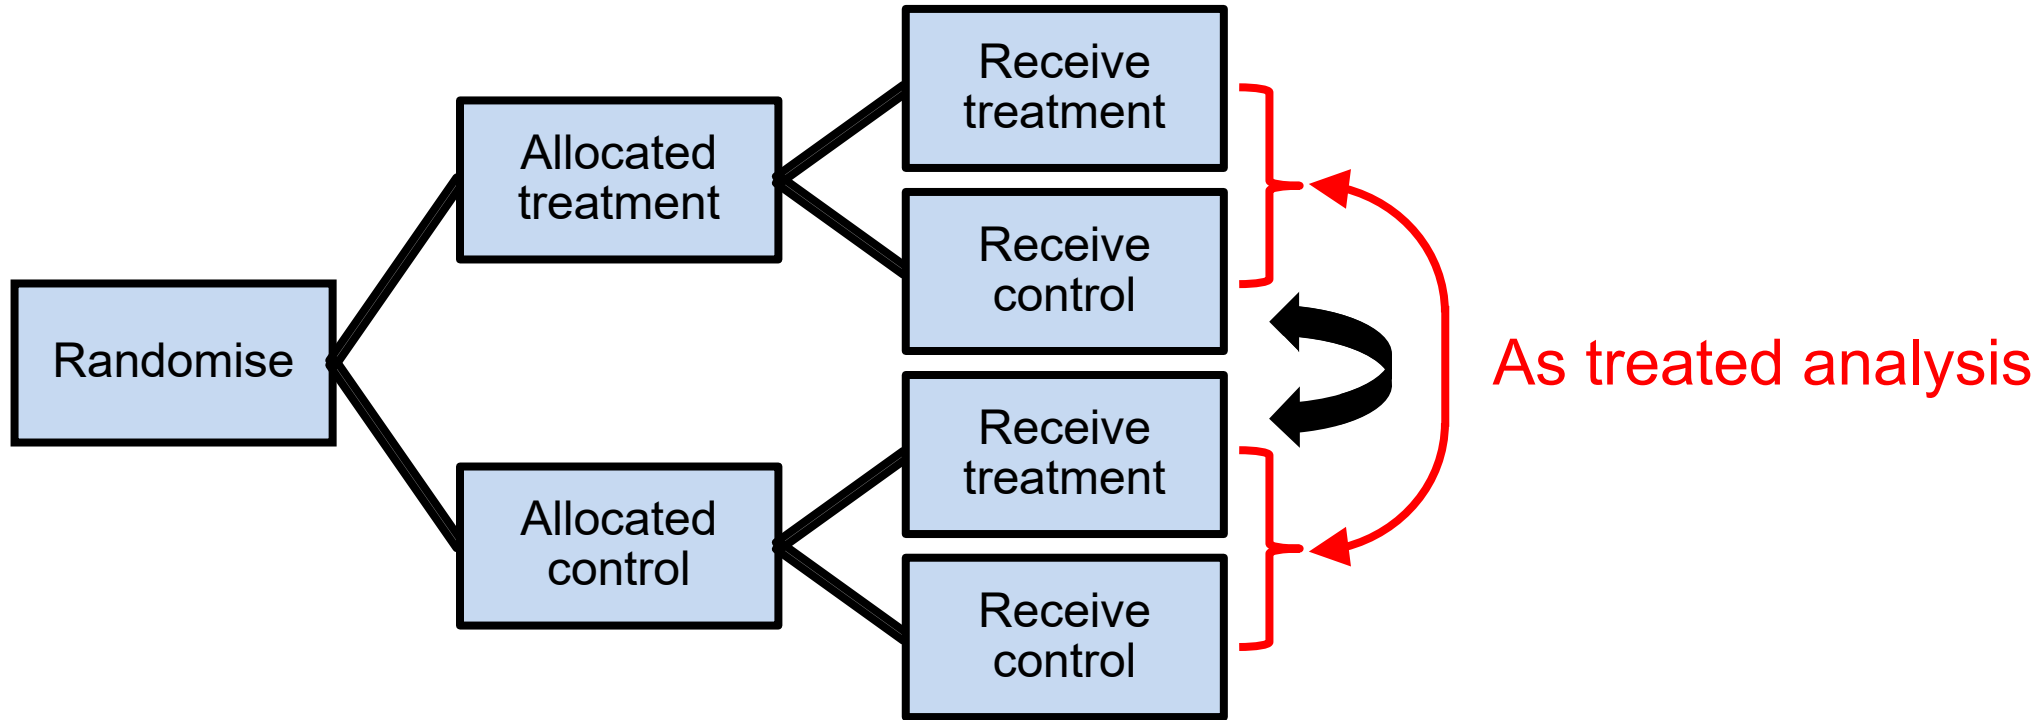 Randomise
Allocated
treatment
Allocated
control
Receive
treatment
Receive
control
Receive
treatment
Receive
control
As treated analysis